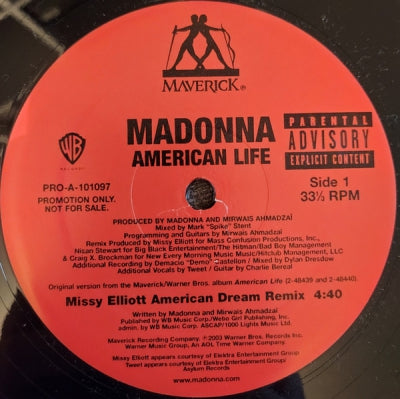 MAVERICK®
MADONNA
AMERICAN LIFE
PARENTAL
ADVISORY
EXPLICIT CONTENT
WB
RECORDS
PRO-A-101097
PROMOTION ONLY.
NOT FOR SALE.
Side 1
33⅓ RPM
PRODUCED BY MADONNA AND MIRWAIS AHMADZAÏ
Mixed by Mark "Spike" Stent
Programming and Guitars by Mirwais Ahmadzai
Remix Produced by Missy Elliott for Mass Confusion Productions, Inc.,
Nisan Stewart for Big Black Entertainment/The Hitman/Bad Boy Management
& Craig X. Brockman for New Every Morning Music Music/Hitclub Management, LLC
Additional Recording by Demacio "Demo" Castellon / Mixed by Dylan Dresdow
Additional Vocals by Tweet / Guitar by Charlie Bereal
Original version from the Maverick/Warner Bros. album American Life (2-48439 and 2-48440)
Missy Elliott American Dream Remix 4:40
Written by Madonna and Mirwais Ahmadzai
Published by WB Music Corp./Webo Girl Publishing, Inc.
admin. by WB Music Corp. ASCAP/1000 Lights Music Ltd.
Maverick Recording Company. ℗2003 Warner Bros. Records Inc.
Warner Music Group, An AOL Time Warner Company.
Missy Elliott appears courtesy of Elektra Entertainment Group
Tweet appears courtesy of Elektra Entertainment Group/
Asylum Records
www.madonna.com